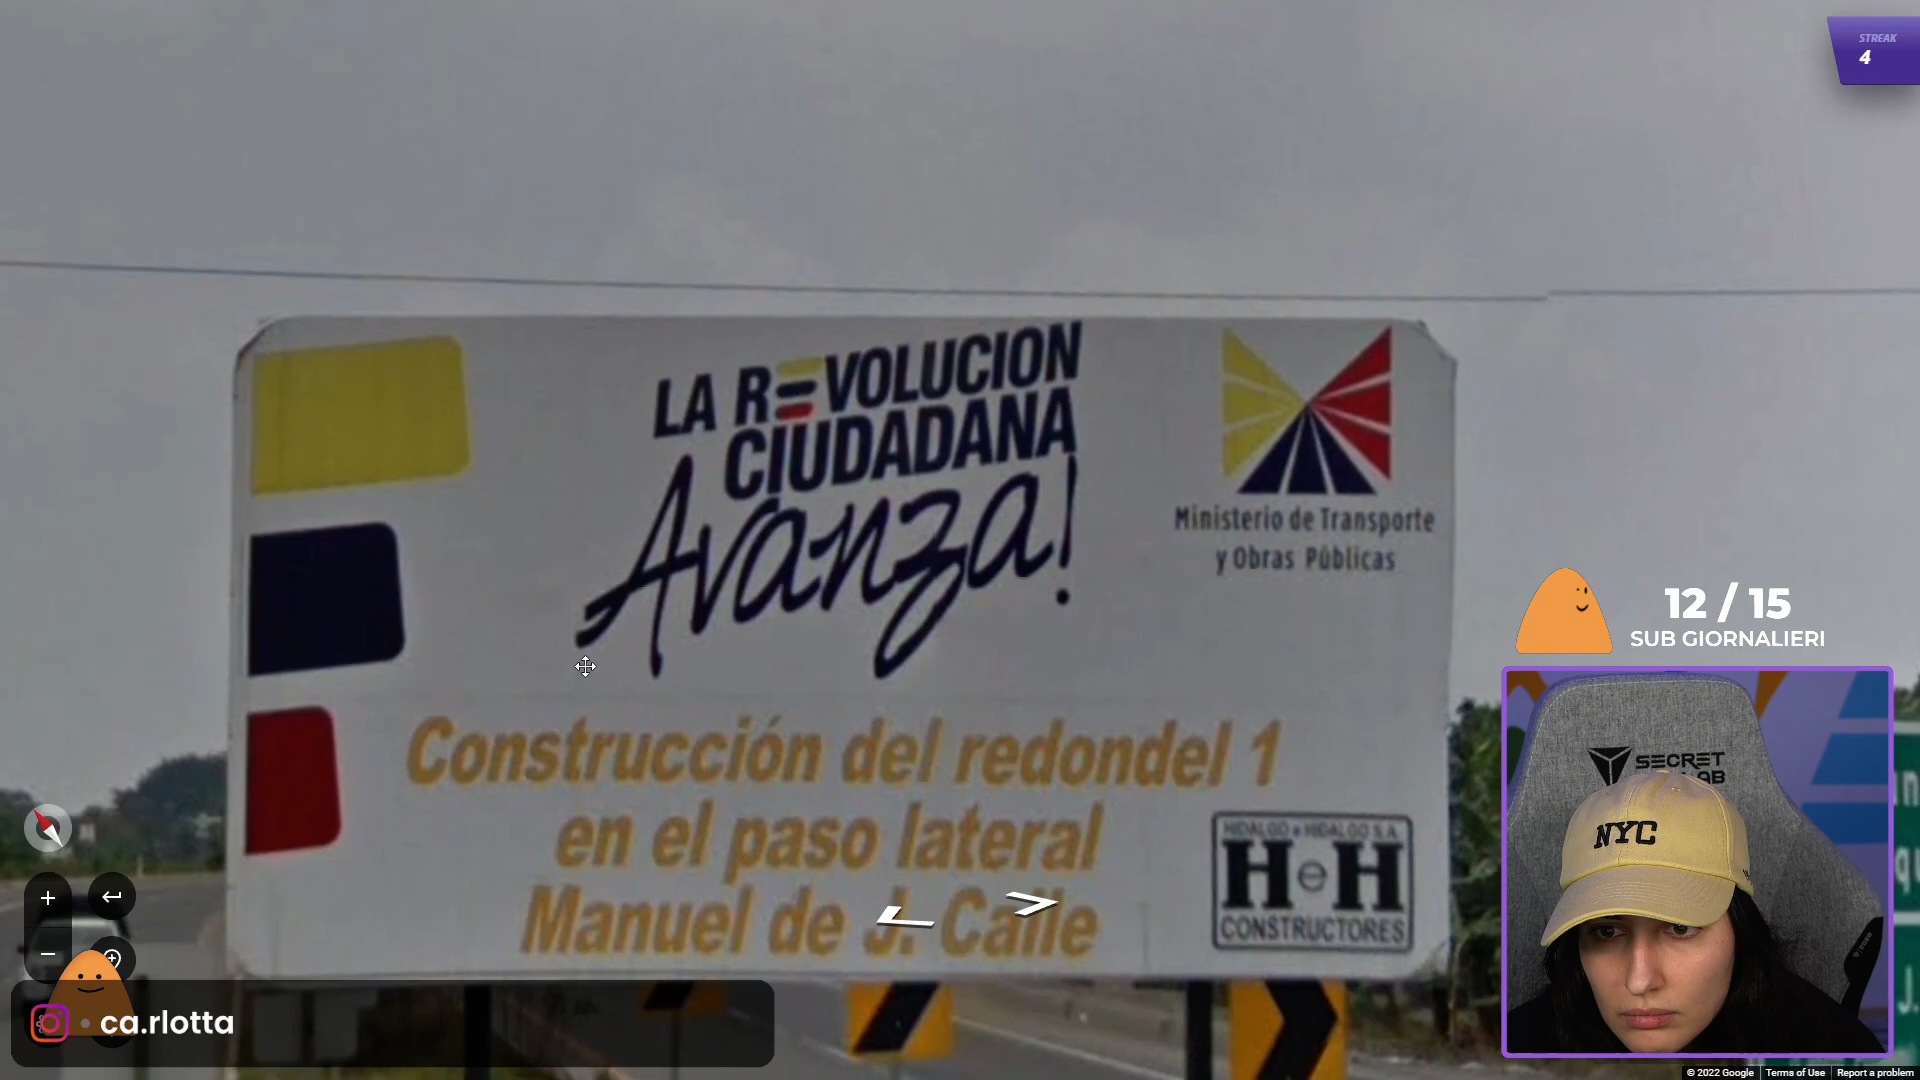 STREAK
4
LA REVOLUCION
CIUDADANA
Avanza!
Ministerio de Transporte
y Obras Públicas
Construcción del redondel 1
en el paso lateral
Manuel de J. Calle
HIDALGO e HIDALGO S.A.
HeH
CONSTRUCTORES
12 / 15
SUB GIORNALIERI
SECRET
LAB
NYC
ca.rlotta
© 2022 Google
Terms of Use
Report a problem